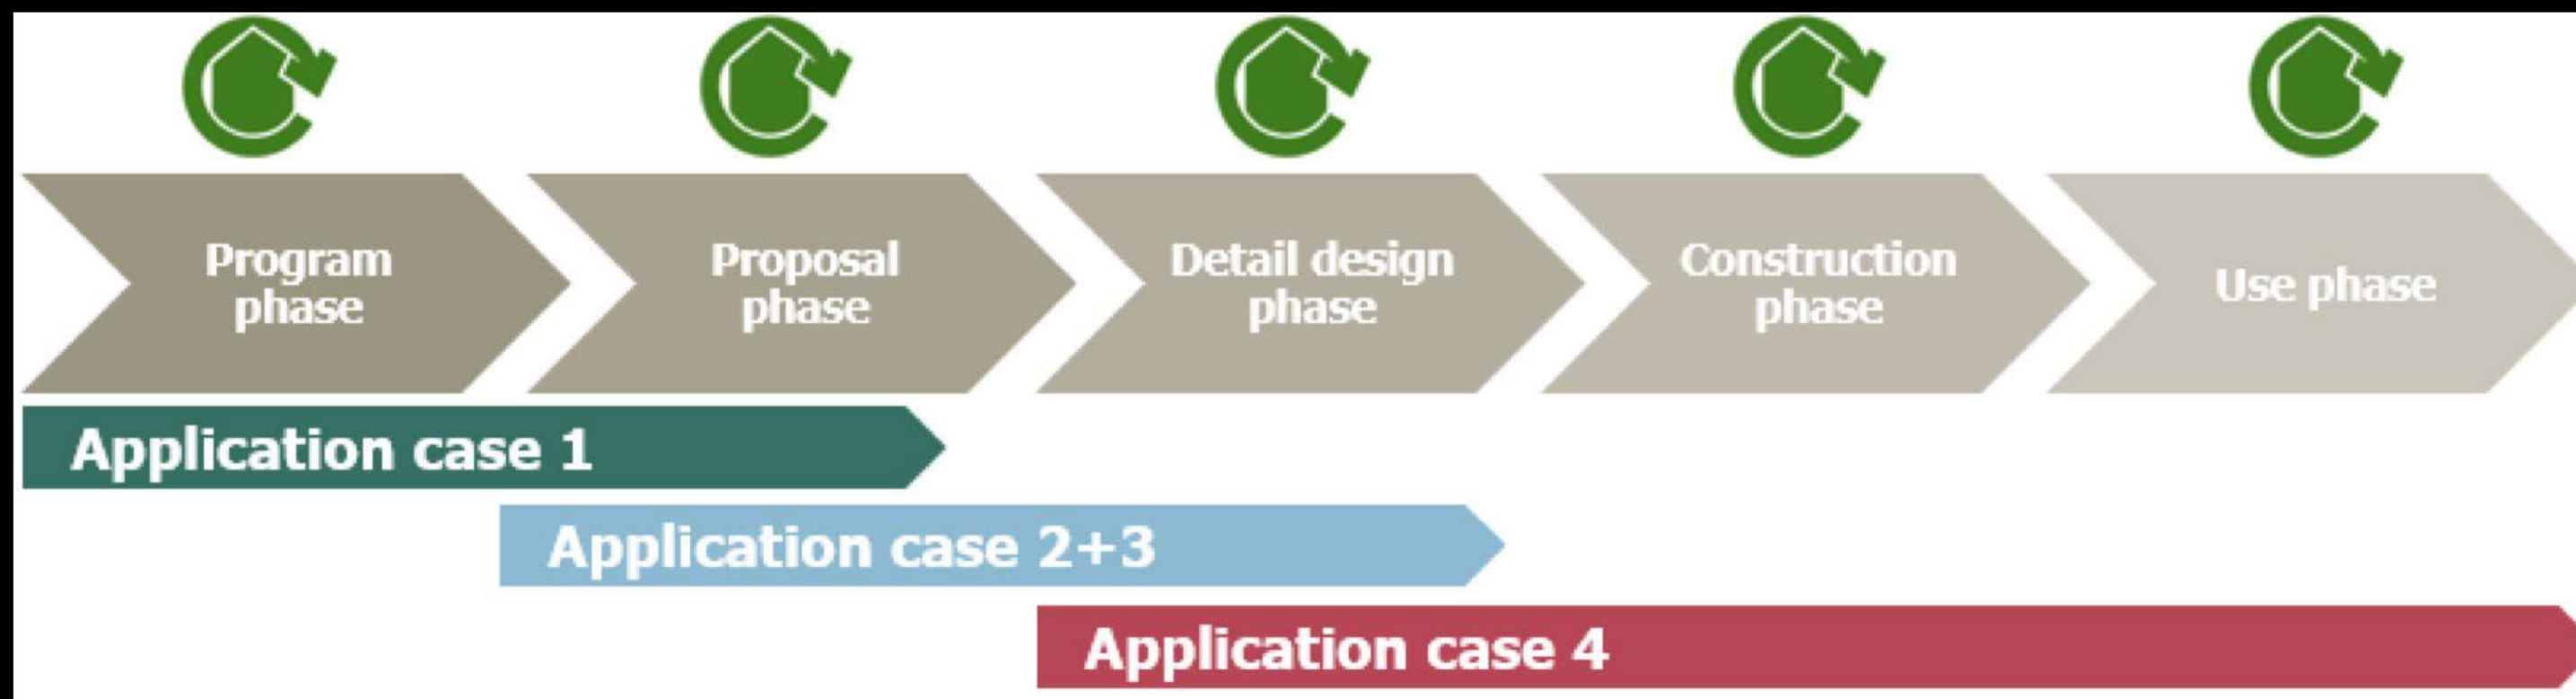 Program
phase
Proposal
phase
Detail design
phase
Construction
phase
Use phase
Application case 1
Application case 2+3
Application case 4